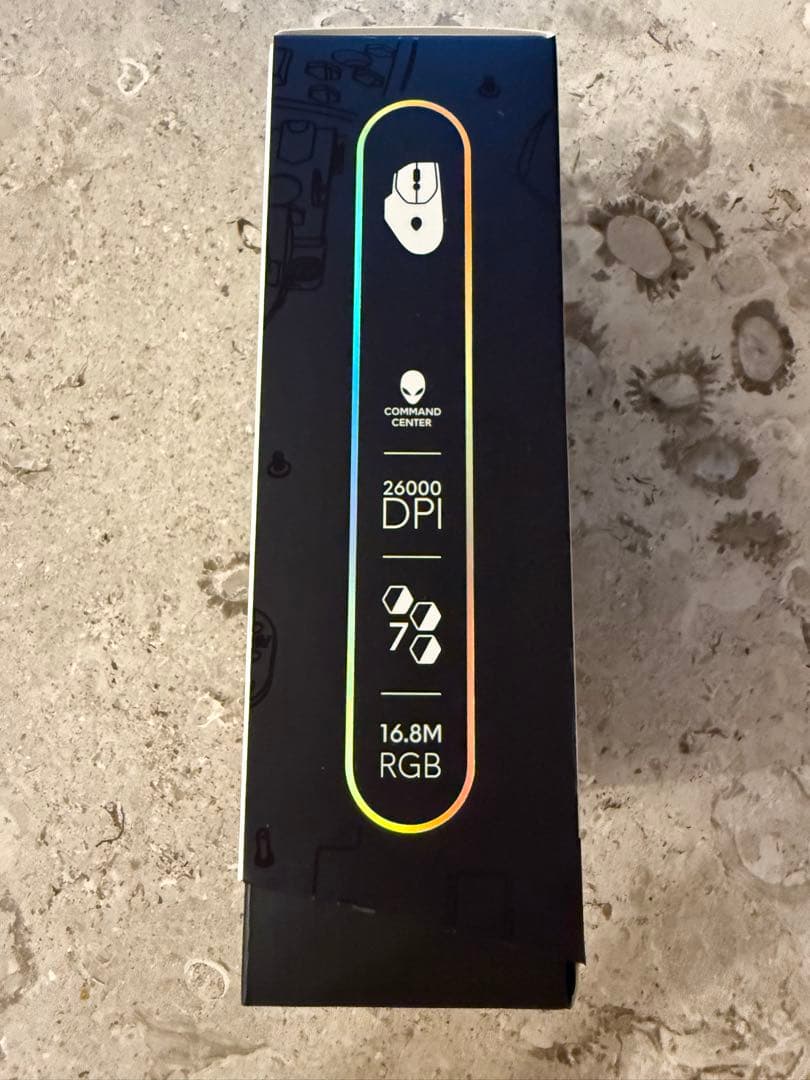 COMMAND
CENTER
26000
DPI
7
16.8M
RGB